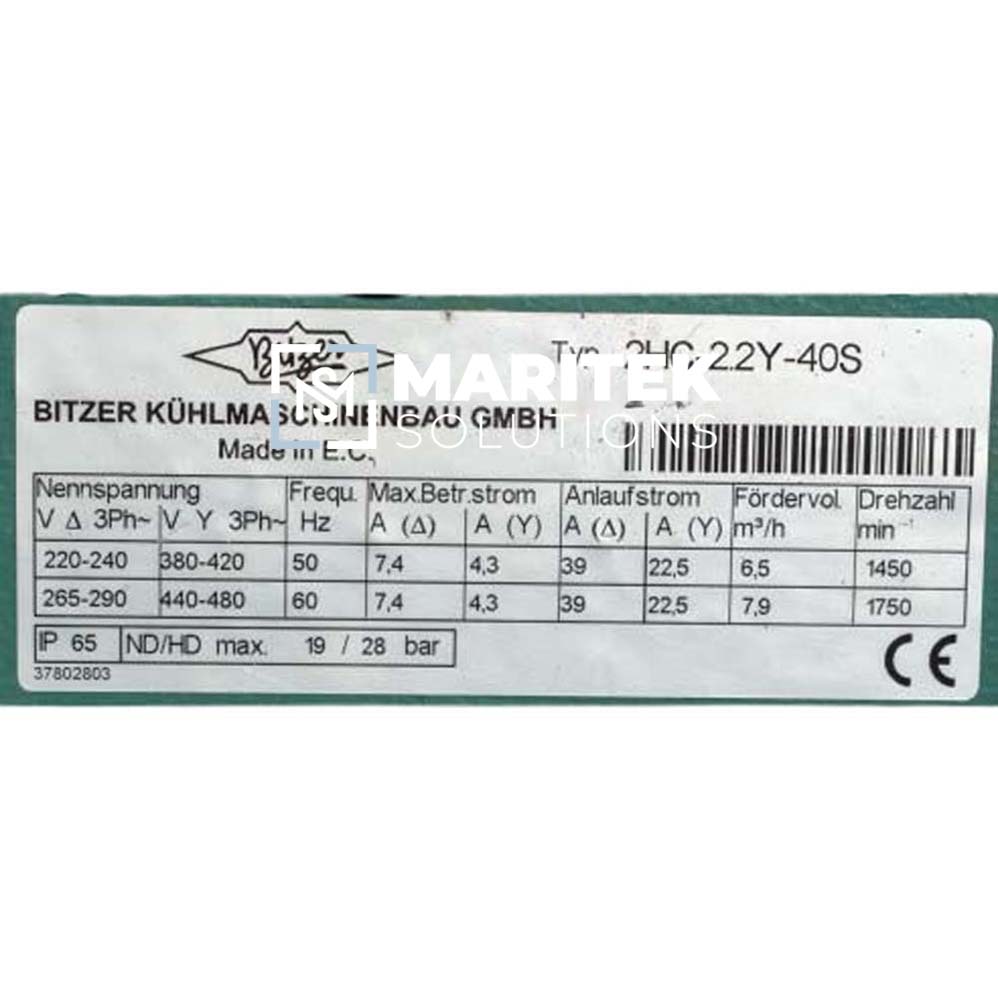 Bitzer
Typ 2HC-2.2Y-40S
MARITEK
SOLUTIONS
BITZER KÜHLMASCHINENBAU GMBH
Made in E.C.
Nennspannung Frequ. Max.Betr.strom Anlaufstrom Fördervol. Drehzahl
V Δ 3Ph~ V Y 3Ph~ Hz A (Δ) A (Y) A (Δ) A (Y) m³/h min⁻¹
220-240 380-420 50 7,4 4,3 39 22,5 6,5 1450
265-290 440-480 60 7,4 4,3 39 22,5 7,9 1750
IP 65 ND/HD max. 19 / 28 bar
37802803
CE